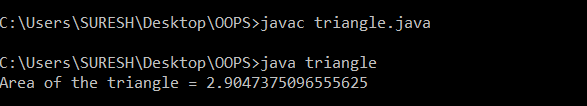 C:\Users\SURESH\Desktop\OOPS>javac triangle.java
C:\Users\SURESH\Desktop\OOPS>java triangle
Area of the triangle = 2.9047375096555625